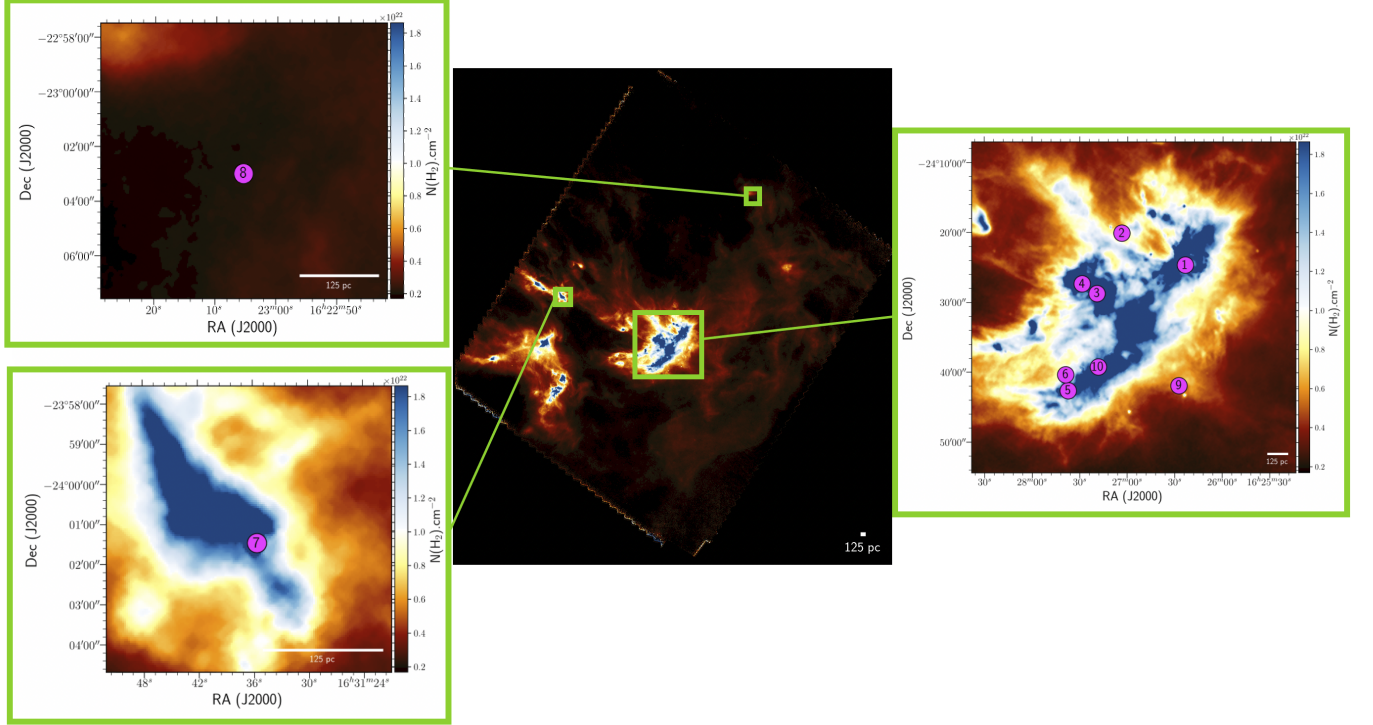 ×10²²
−22°58′00″
−23°00′00″
02′00″
04′00″
06′00″
Dec (J2000)
8
125 pc
20ˢ
10ˢ
23ᵐ00ˢ
16ʰ22ᵐ50ˢ
RA (J2000)
1.8
1.6
1.4
1.2
1.0
0.8
0.6
0.4
0.2
N(H₂).cm⁻²
125 pc
×10²²
−24°10′00″
20′00″
30′00″
40′00″
50′00″
Dec (J2000)
2
1
4
3
10
6
5
9
125 pc
30ˢ
28ᵐ00ˢ
30ˢ
27ᵐ00ˢ
30ˢ
26ᵐ00ˢ
16ʰ25ᵐ30ˢ
RA (J2000)
1.8
1.6
1.4
1.2
1.0
0.8
0.6
0.4
0.2
N(H₂).cm⁻²
×10²²
−23°58′00″
59′00″
−24°00′00″
01′00″
02′00″
03′00″
04′00″
Dec (J2000)
7
125 pc
48ˢ
42ˢ
36ˢ
30ˢ
16ʰ31ᵐ24ˢ
RA (J2000)
1.8
1.6
1.4
1.2
1.0
0.8
0.6
0.4
0.2
N(H₂).cm⁻²